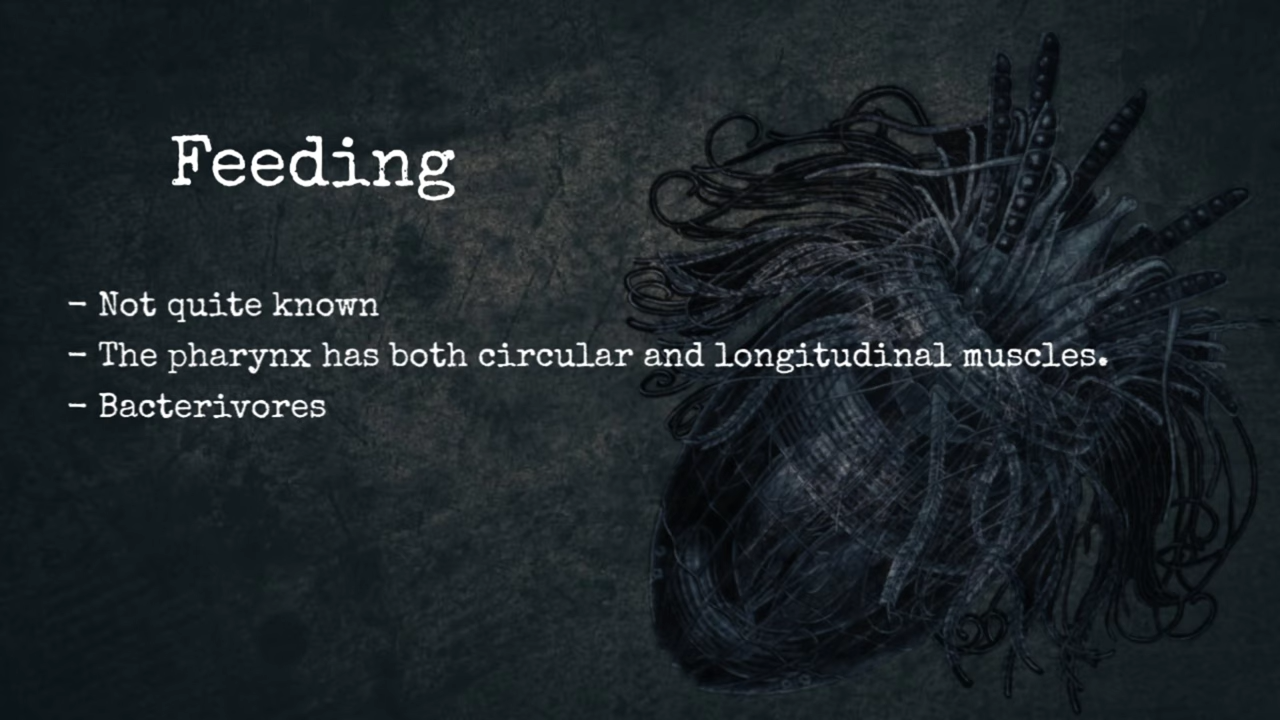 Feeding
- Not quite known
- The pharynx has both circular and longitudinal muscles.
- Bacterivores